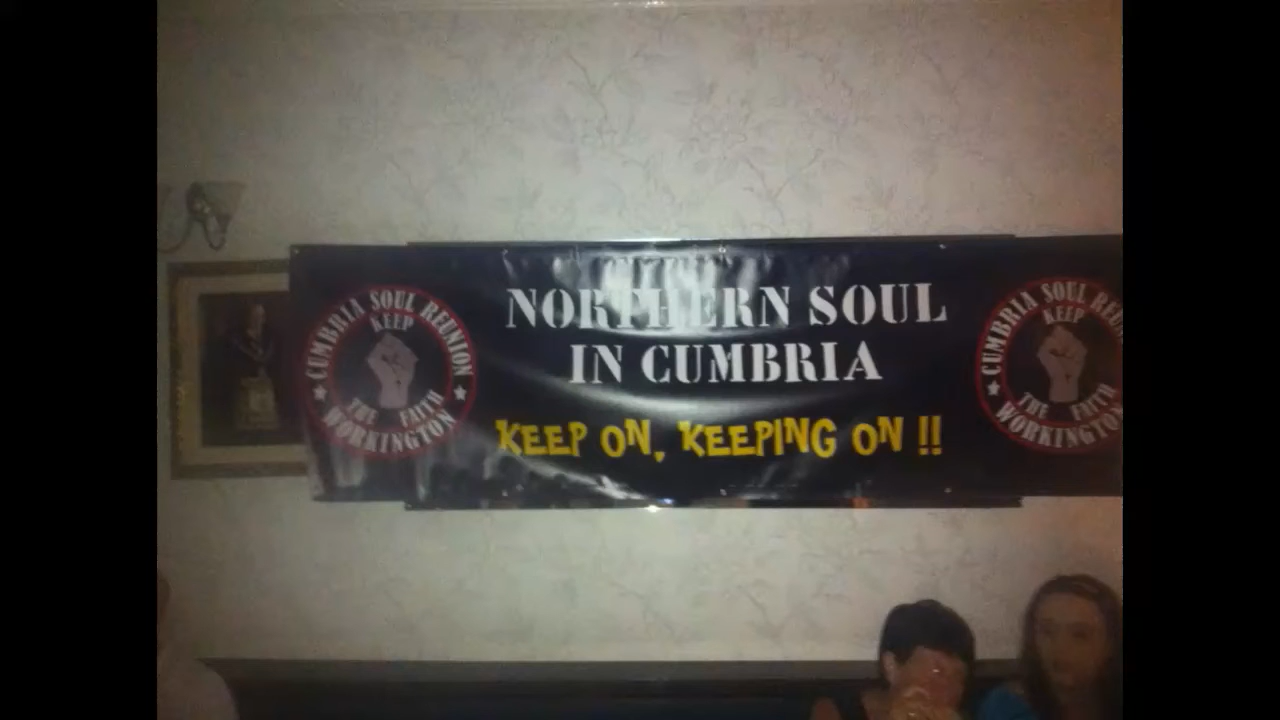 CUMBRIA SOUL REUNION
KEEP
THE FAITH
WORKINGTON
NORTHERN SOUL
IN CUMBRIA
KEEP ON, KEEPING ON !!
CUMBRIA SOUL
KEEP
THE FAITH
WORKINGTON